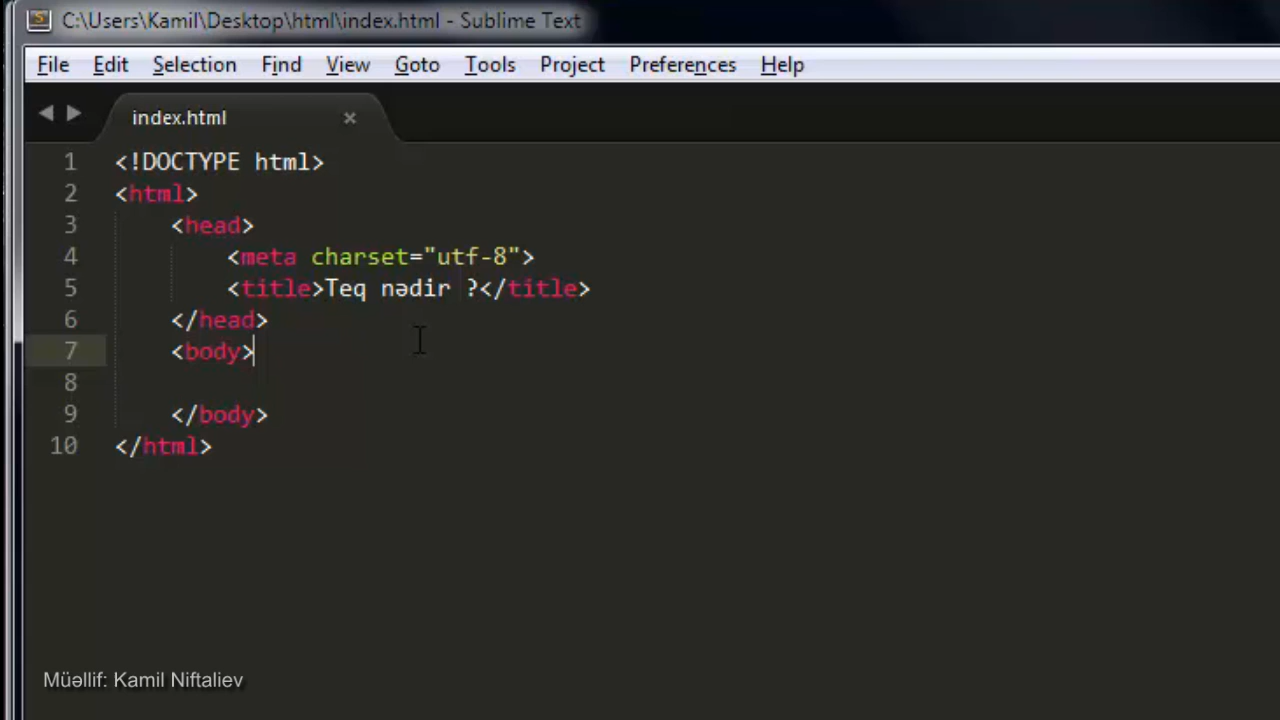 C:\Users\Kamil\Desktop\html\index.html - Sublime Text
File Edit Selection Find View Goto Tools Project Preferences Help
index.html ×
1 <!DOCTYPE html>
2 <html>
3 <head>
4 <meta charset="utf-8">
5 <title>Teq nədir ?</title>
6 </head>
7 <body>
8
9 </body>
10 </html>
Müəllif: Kamil Niftaliev